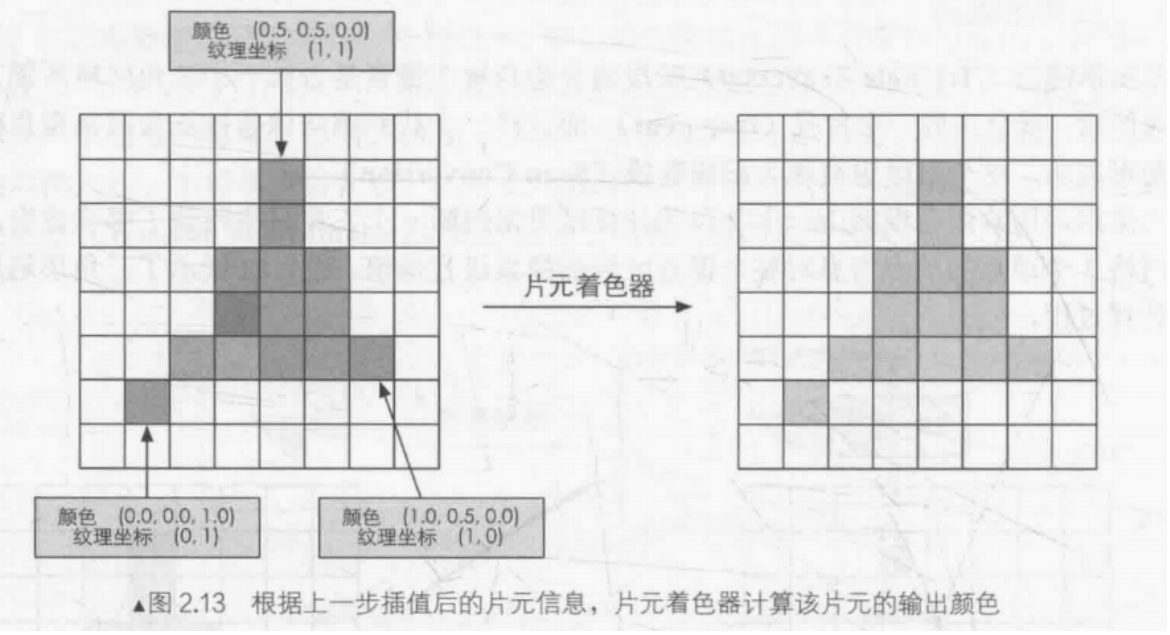 颜色 (0.5, 0.5, 0.0)
纹理坐标 (1, 1)
片元着色器
颜色 (0.0, 0.0, 1.0)
纹理坐标 (0, 1)
颜色 (1.0, 0.5, 0.0)
纹理坐标 (1, 0)
▲图 2.13 根据上一步插值后的片元信息，片元着色器计算该片元的输出颜色